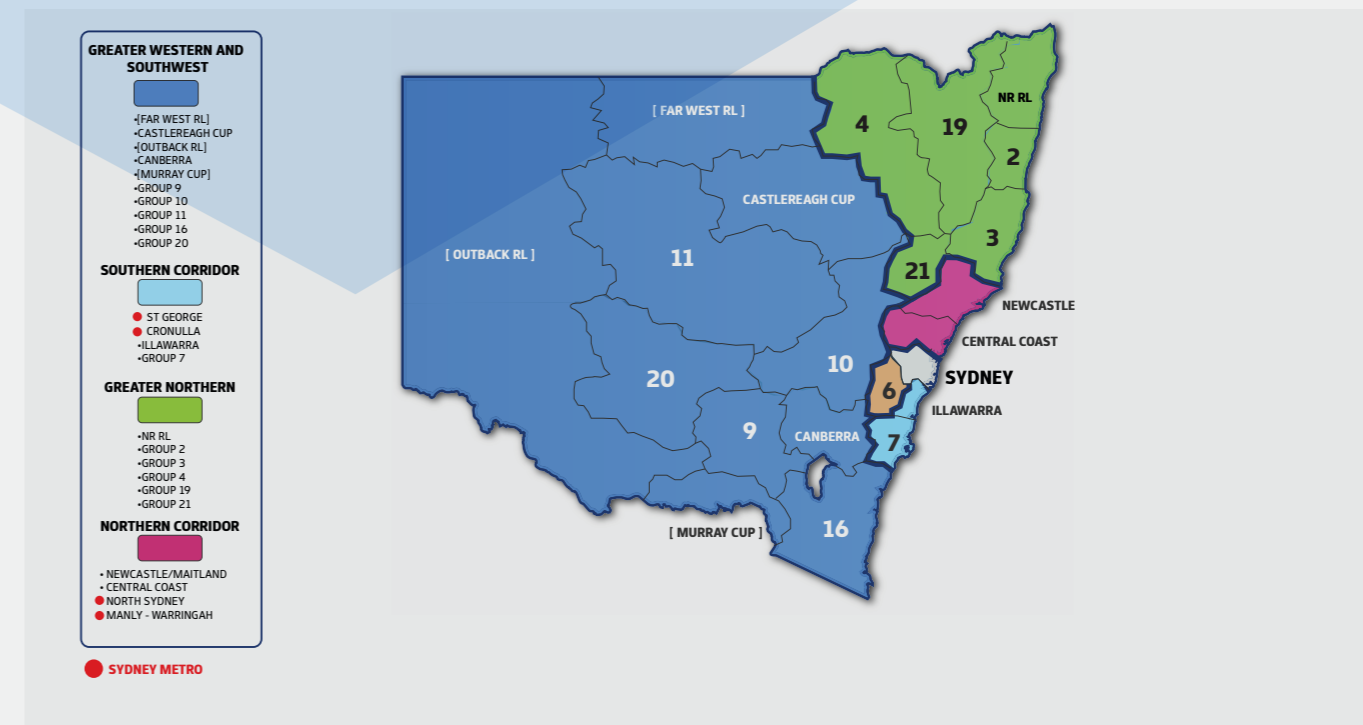 GREATER WESTERN AND
SOUTHWEST
•[FAR WEST RL]
•CASTLEREAGH CUP
•[OUTBACK RL]
•CANBERRA
•[MURRAY CUP]
•GROUP 9
•GROUP 10
•GROUP 11
•GROUP 16
•GROUP 20
SOUTHERN CORRIDOR
ST GEORGE
CRONULLA
•ILLAWARRA
•GROUP 7
GREATER NORTHERN
•NR RL
•GROUP 2
•GROUP 3
•GROUP 4
•GROUP 19
•GROUP 21
NORTHERN CORRIDOR
• NEWCASTLE/MAITLAND
• CENTRAL COAST
NORTH SYDNEY
MANLY - WARRINGAH
SYDNEY METRO
[ FAR WEST RL ]
4
19
NR RL
2
CASTLEREAGH CUP
3
[ OUTBACK RL ]
11
21
NEWCASTLE
CENTRAL COAST
10
SYDNEY
20
6
ILLAWARRA
9
CANBERRA
7
[ MURRAY CUP ]
16